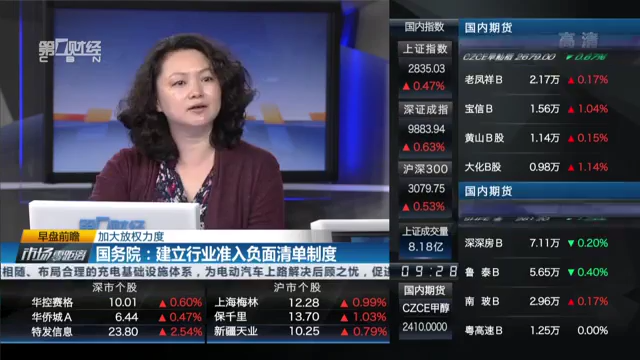 第一财经
CBN
高清
国内指数
上证指数
2835.03
▲0.47%
深证成指
9883.94
▲0.63%
沪深300
3079.75
▲0.53%
上证成交量
8.18亿
09:28
国内期货
CZCE甲醇
2410.0000
国内期货
CZCE早籼稻 2679.00 ▼0.67%
老凤祥B 2.17万 ▲0.17%
宝信B 1.56万 ▲1.04%
黄山B股 1.14万 ▲0.15%
大化B股 0.98万 ▲1.14%
国内期货
深深房B 7.11万 ▼0.20%
鲁 泰B 5.65万 ▼0.40%
南 玻B 2.96万 ▲0.17%
粤高速B 1.25万 0.00%
早盘前瞻
加大放权力度
市场零距离
国务院：建立行业准入负面清单制度
相随、布局合理的充电基础设施体系，为电动汽车上路解决后顾之忧，促进
深市个股
沪市个股
华控赛格 10.01 ▲0.60%
上海梅林 12.28 ▲0.99%
华侨城A 6.44 ▲0.47%
保千里 13.70 ▲1.03%
特发信息 23.80 ▲2.54%
新疆天业 10.25 ▲0.79%